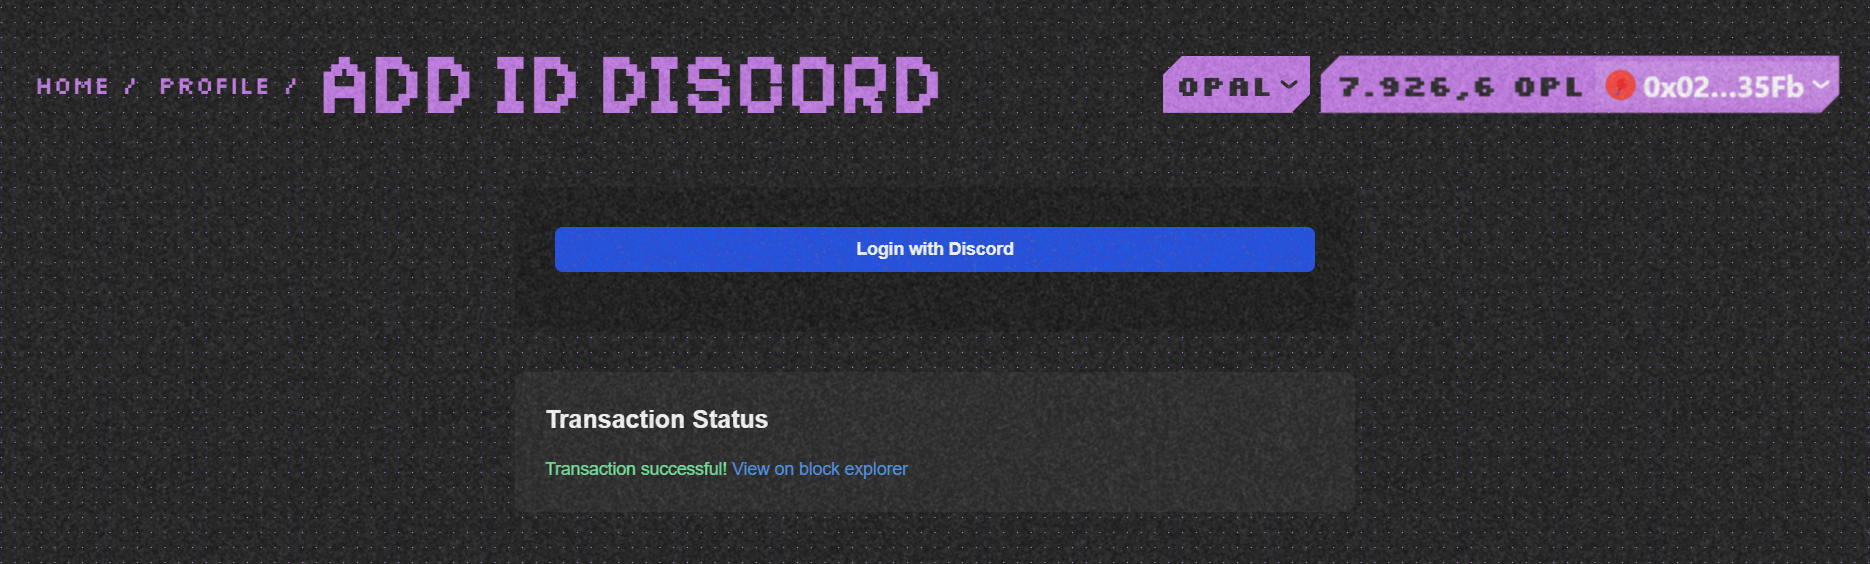 HOME / PROFILE / ADD ID DISCORD
OPAL
7.926,6 OPL 0x02...35Fb
Login with Discord
Transaction Status
Transaction successful! View on block explorer